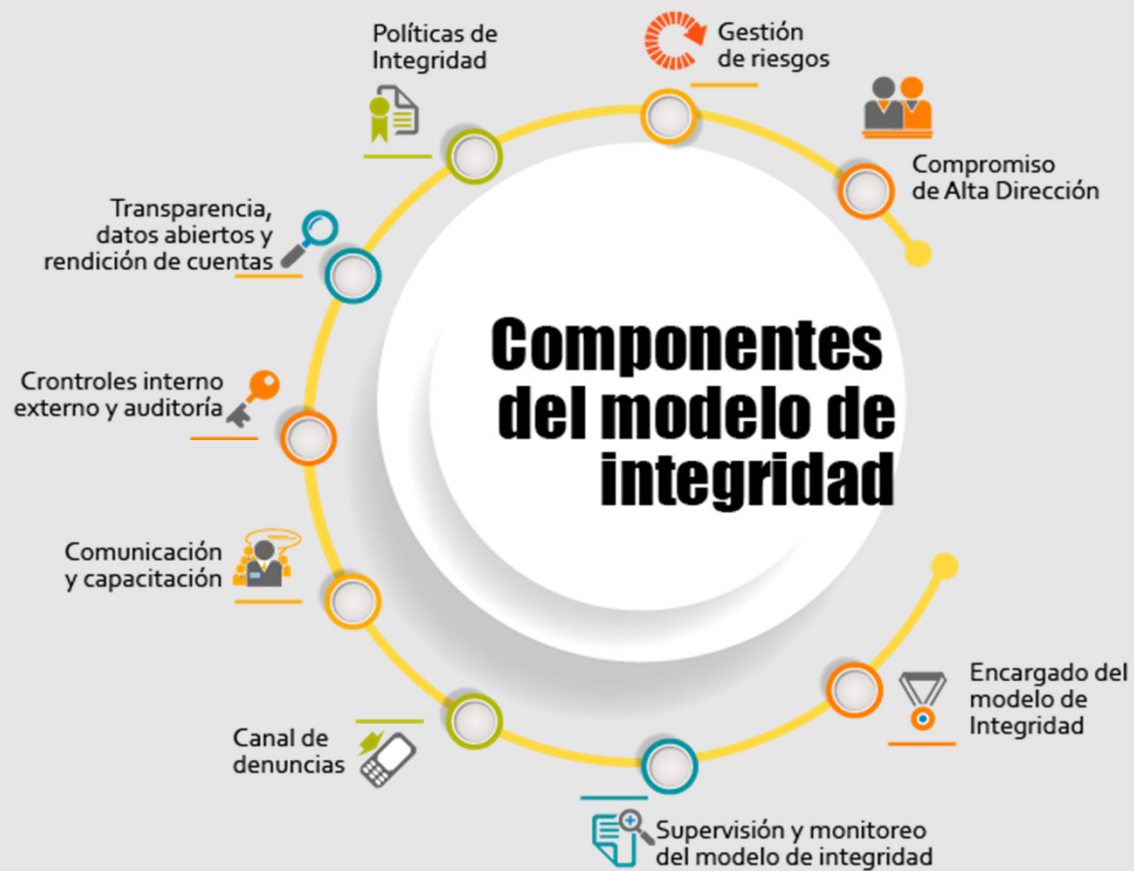 Políticas de
Integridad
Gestión
de riesgos
Compromiso
de Alta Dirección
Transparencia,
datos abiertos y
rendición de cuentas
Crontroles interno
externo y auditoría
Componentes
del modelo de
integridad
Comunicación
y capacitación
Canal de
denuncias
Encargado del
modelo de
Integridad
Supervisión y monitoreo
del modelo de integridad